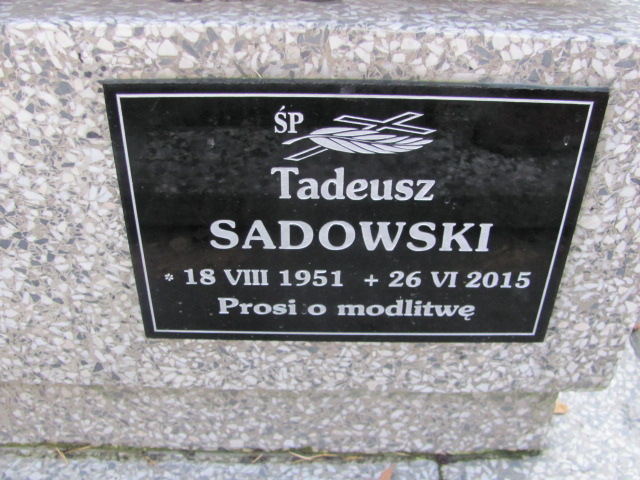 ŚP
Tadeusz
SADOWSKI
* 18 VIII 1951 + 26 VI 2015
Prosi o modlitwę